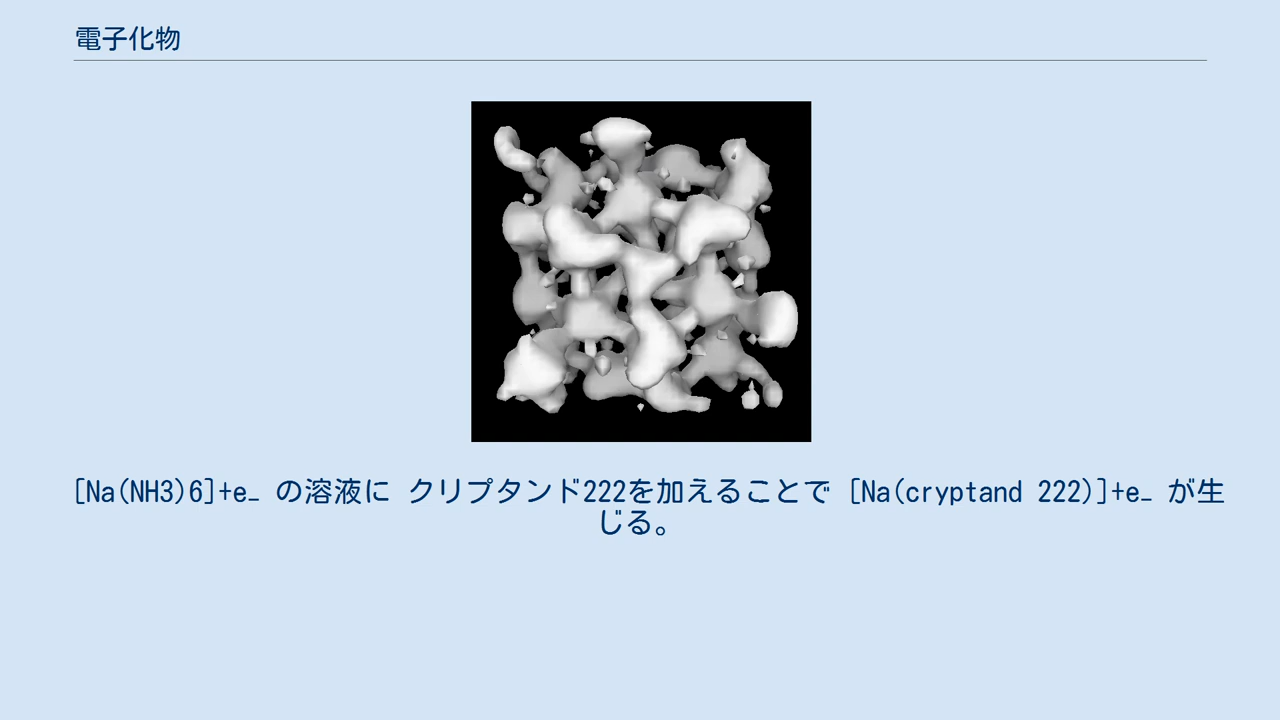 電子化物
[Na(NH3)6]+e− の溶液に クリプタンド222を加えることで [Na(cryptand 222)]+e− が生
じる。